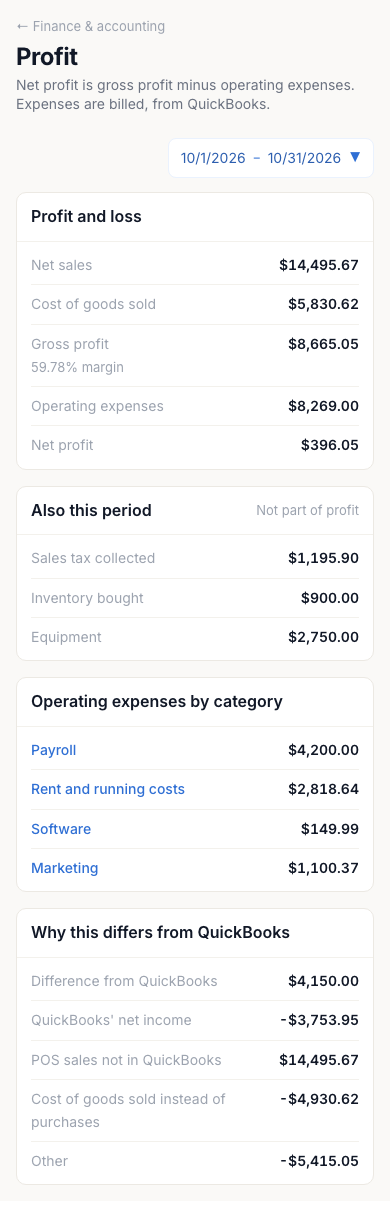 ← Finance & accounting
Profit
Net profit is gross profit minus operating expenses.
Expenses are billed, from QuickBooks.
10/1/2026 – 10/31/2026 ▼
Profit and loss
Net sales $14,495.67
Cost of goods sold $5,830.62
Gross profit $8,665.05
59.78% margin
Operating expenses $8,269.00
Net profit $396.05
Also this period Not part of profit
Sales tax collected $1,195.90
Inventory bought $900.00
Equipment $2,750.00
Operating expenses by category
Payroll $4,200.00
Rent and running costs $2,818.64
Software $149.99
Marketing $1,100.37
Why this differs from QuickBooks
Difference from QuickBooks $4,150.00
QuickBooks' net income -$3,753.95
POS sales not in QuickBooks $14,495.67
Cost of goods sold instead of -$4,930.62
purchases
Other -$5,415.05